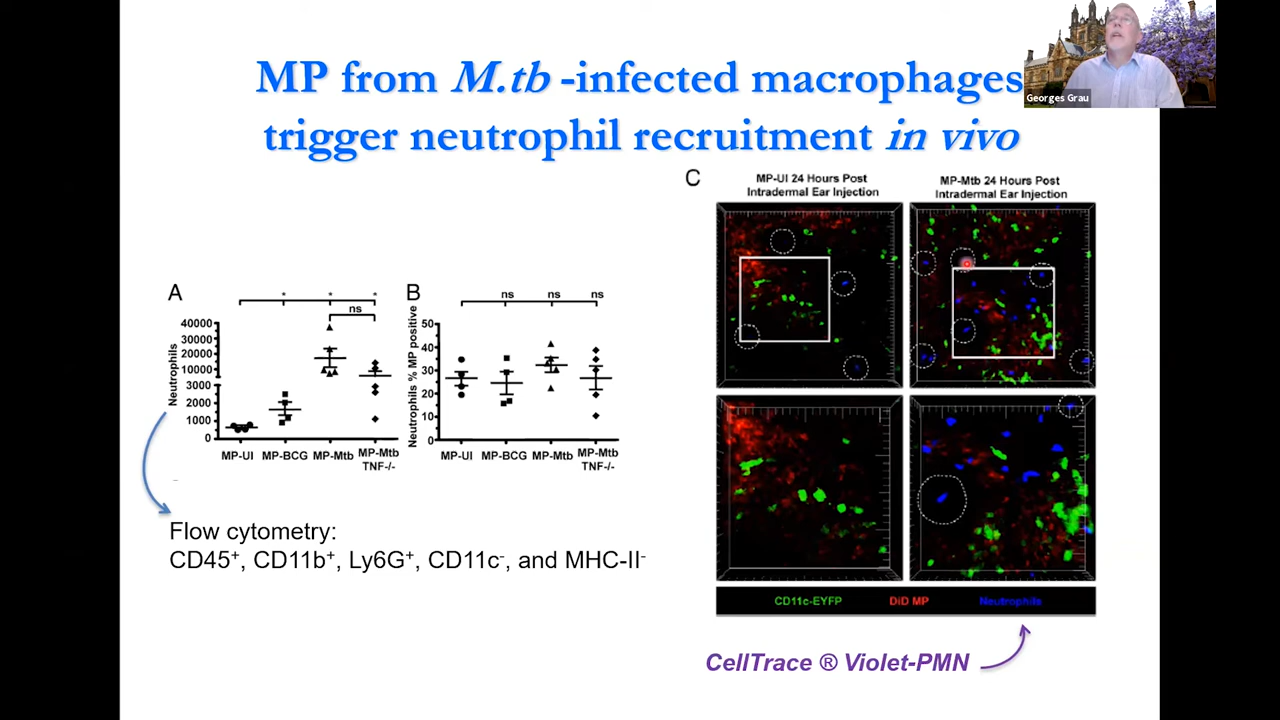 MP from M.tb -infected macrophages
trigger neutrophil recruitment in vivo
Georges Grau
A
* * *
ns
Neutrophils
40000
30000
20000
10000
3000
2000
1000
0
MP-UI MP-BCG MP-Mtb MP-Mtb
TNF-/-
B
ns ns ns
Neutrophils % MP positive
50
40
30
20
10
0
MP-UI MP-BCG MP-Mtb MP-Mtb
TNF-/-
Flow cytometry:
CD45+, CD11b+, Ly6G+, CD11c-, and MHC-II-
C
MP-UI 24 Hours Post
Intradermal Ear Injection
MP-Mtb 24 Hours Post
Intradermal Ear Injection
CD11c-EYFP DiD MP Neutrophils
CellTrace ® Violet-PMN